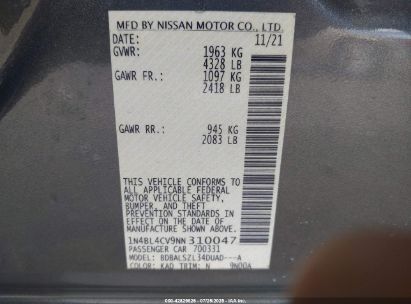 MFD BY NISSAN MOTOR CO., LTD.
DATE: 11/21
GVWR: 1963 KG
4328 LB
GAWR FR.: 1097 KG
2418 LB
GAWR RR.: 945 KG
2083 LB
THIS VEHICLE CONFORMS TO
ALL APPLICABLE FEDERAL
MOTOR VEHICLE SAFETY,
BUMPER, AND THEFT
PREVENTION STANDARDS IN
EFFECT ON THE DATE OF
MANUFACTURE SHOWN ABOVE.
1N4BL4CV9NN310047
PASSENGER CAR 700331
MODEL: BDBALSZL34DUAD---A
COLOR: KAD TRIM: N 9N00A